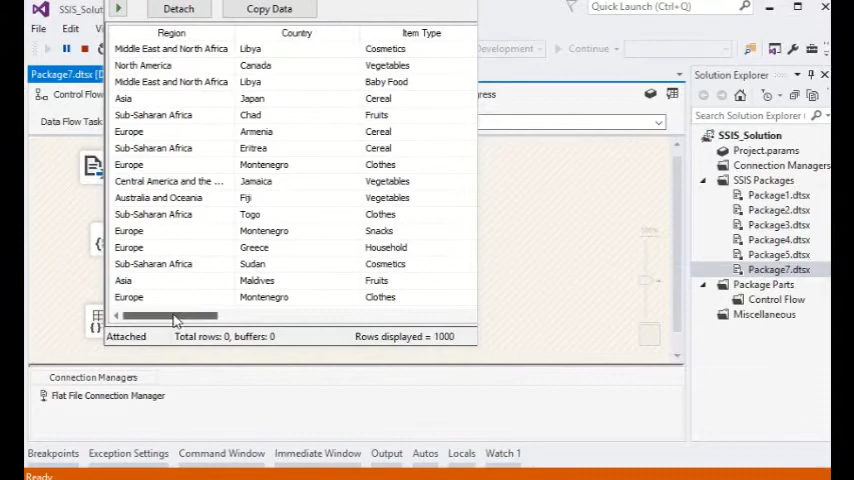 SSIS_Solution
Quick Launch (Ctrl+Q)
File Edit Vi
Detach Copy Data
Development Continue
Package7.dtsx [D
Control Flow
gress
Data Flow Task
Region Country Item Type
Middle East and North Africa Libya Cosmetics
North America Canada Vegetables
Middle East and North Africa Libya Baby Food
Asia Japan Cereal
Sub-Saharan Africa Chad Fruits
Europe Armenia Cereal
Sub-Saharan Africa Eritrea Cereal
Europe Montenegro Clothes
Central America and the ... Jamaica Vegetables
Australia and Oceania Fiji Vegetables
Sub-Saharan Africa Togo Clothes
Europe Montenegro Snacks
Europe Greece Household
Sub-Saharan Africa Sudan Cosmetics
Asia Maldives Fruits
Europe Montenegro Clothes
Attached Total rows: 0, buffers: 0 Rows displayed = 1000
100%
Solution Explorer
Search Solution Explorer (
SSIS_Solution
Project.params
Connection Managers
SSIS Packages
Package1.dtsx
Package2.dtsx
Package3.dtsx
Package4.dtsx
Package5.dtsx
Package7.dtsx
Package Parts
Control Flow
Miscellaneous
Connection Managers
Flat File Connection Manager
Breakpoints Exception Settings Command Window Immediate Window Output Autos Locals Watch 1
Ready